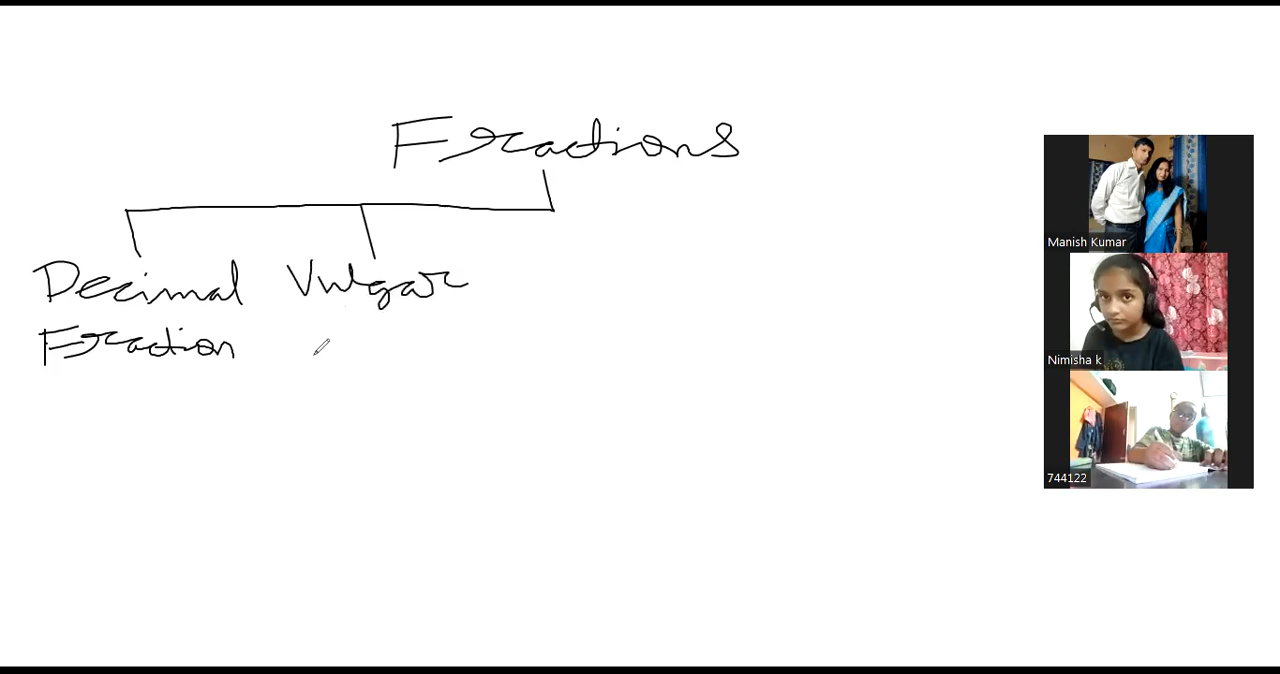 Fractions
Decimal Vulgar
Fraction
Manish Kumar
Nimisha k
744122